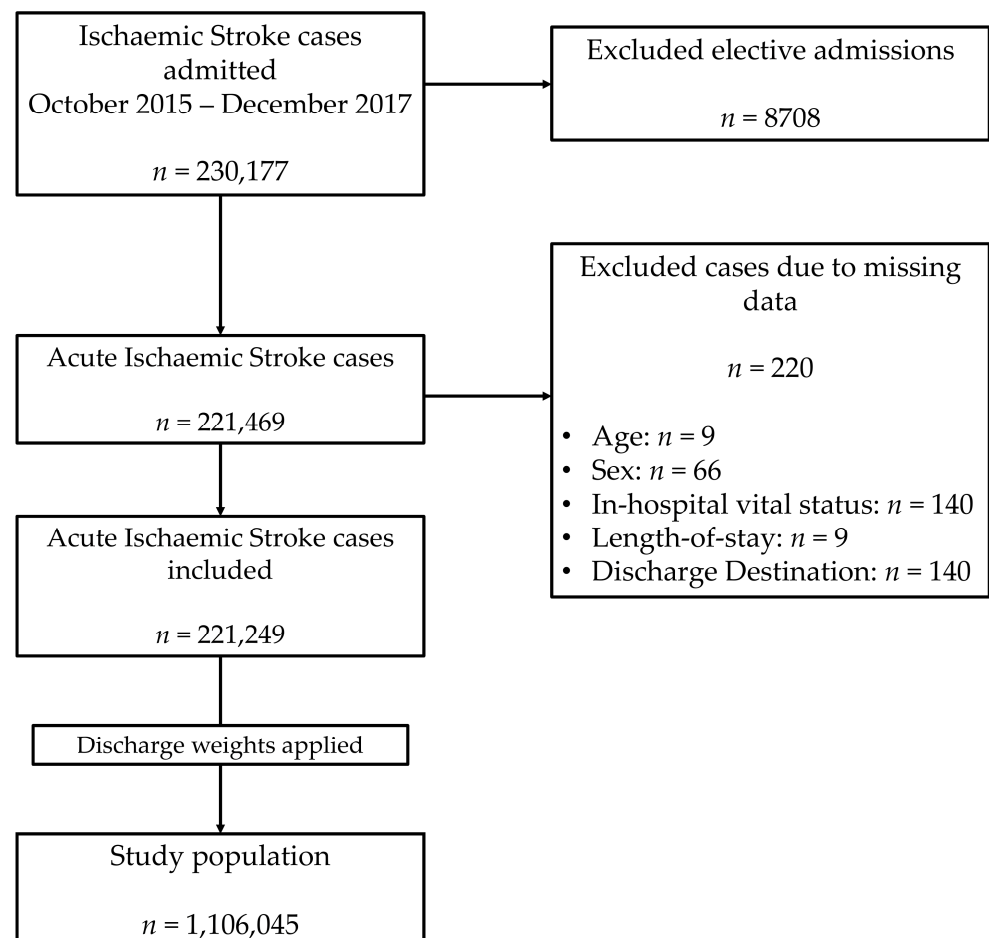 Ischaemic Stroke cases
admitted
October 2015 – December 2017
n = 230,177
Excluded elective admissions
n = 8708
Excluded cases due to missing
data
n = 220
• Age: n = 9
• Sex: n = 66
• In-hospital vital status: n = 140
• Length-of-stay: n = 9
• Discharge Destination: n = 140
Acute Ischaemic Stroke cases
n = 221,469
Acute Ischaemic Stroke cases
included
n = 221,249
Discharge weights applied
Study population
n = 1,106,045